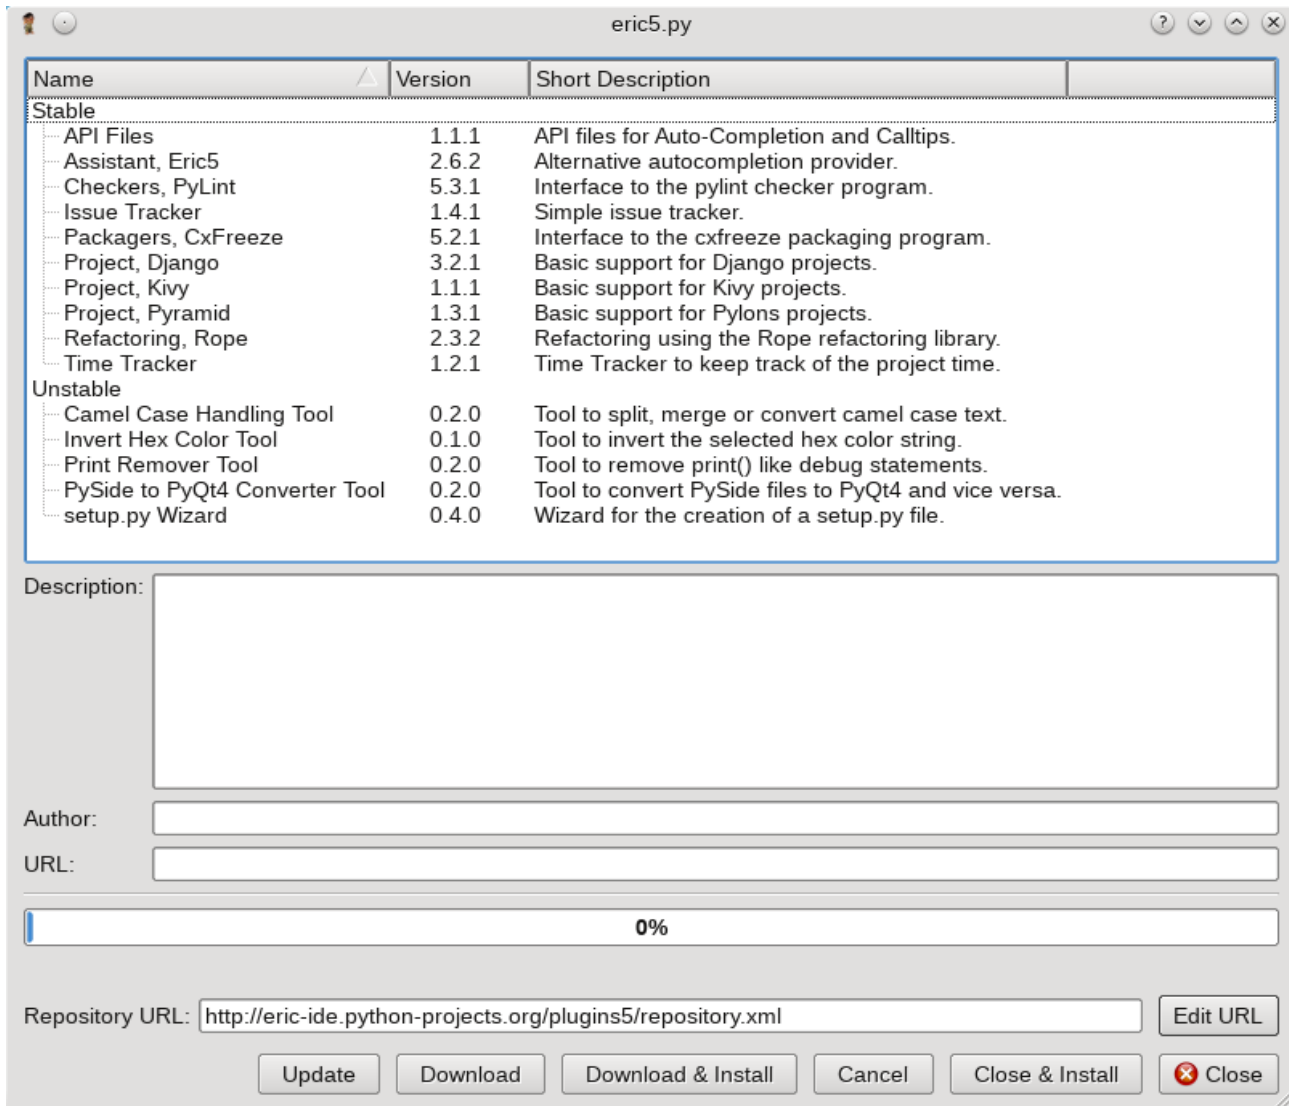 eric5.py
Name Version Short Description
Stable
API Files 1.1.1 API files for Auto-Completion and Calltips.
Assistant, Eric5 2.6.2 Alternative autocompletion provider.
Checkers, PyLint 5.3.1 Interface to the pylint checker program.
Issue Tracker 1.4.1 Simple issue tracker.
Packagers, CxFreeze 5.2.1 Interface to the cxfreeze packaging program.
Project, Django 3.2.1 Basic support for Django projects.
Project, Kivy 1.1.1 Basic support for Kivy projects.
Project, Pyramid 1.3.1 Basic support for Pylons projects.
Refactoring, Rope 2.3.2 Refactoring using the Rope refactoring library.
Time Tracker 1.2.1 Time Tracker to keep track of the project time.
Unstable
Camel Case Handling Tool 0.2.0 Tool to split, merge or convert camel case text.
Invert Hex Color Tool 0.1.0 Tool to invert the selected hex color string.
Print Remover Tool 0.2.0 Tool to remove print() like debug statements.
PySide to PyQt4 Converter Tool 0.2.0 Tool to convert PySide files to PyQt4 and vice versa.
setup.py Wizard 0.4.0 Wizard for the creation of a setup.py file.
Description:
Author:
URL:
0%
Repository URL: http://eric-ide.python-projects.org/plugins5/repository.xml Edit URL
Update Download Download & Install Cancel Close & Install Close